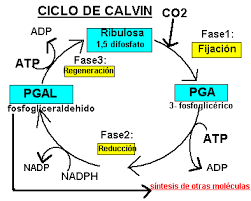 CICLO DE CALVIN
CO2
ADP
Ribulosa
1,5 difosfato
Fase1:
Fijación
ATP
Fase3:
Regeneración
PGAL
fosfogliceraldehido
PGA
3- fosfoglicérico
Fase2:
Reducción
ATP
NADP
NADPH
ADP
síntesis de otras moléculas